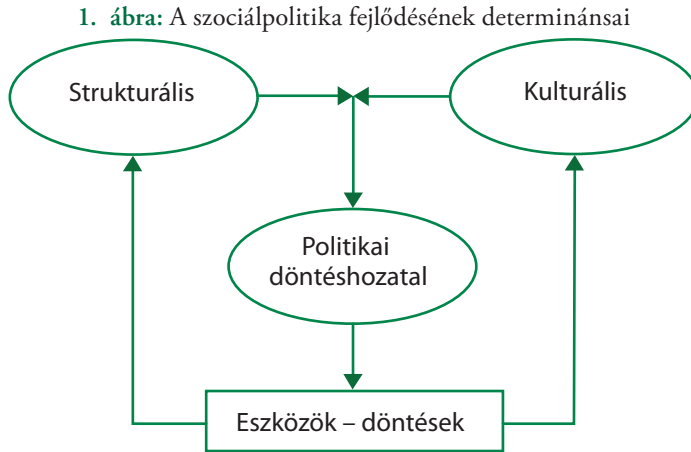 1. ábra: A szociálpolitika fejlődésének determinánsai
Strukturális
Kulturális
Politikai
döntéshozatal
Eszközök – döntések